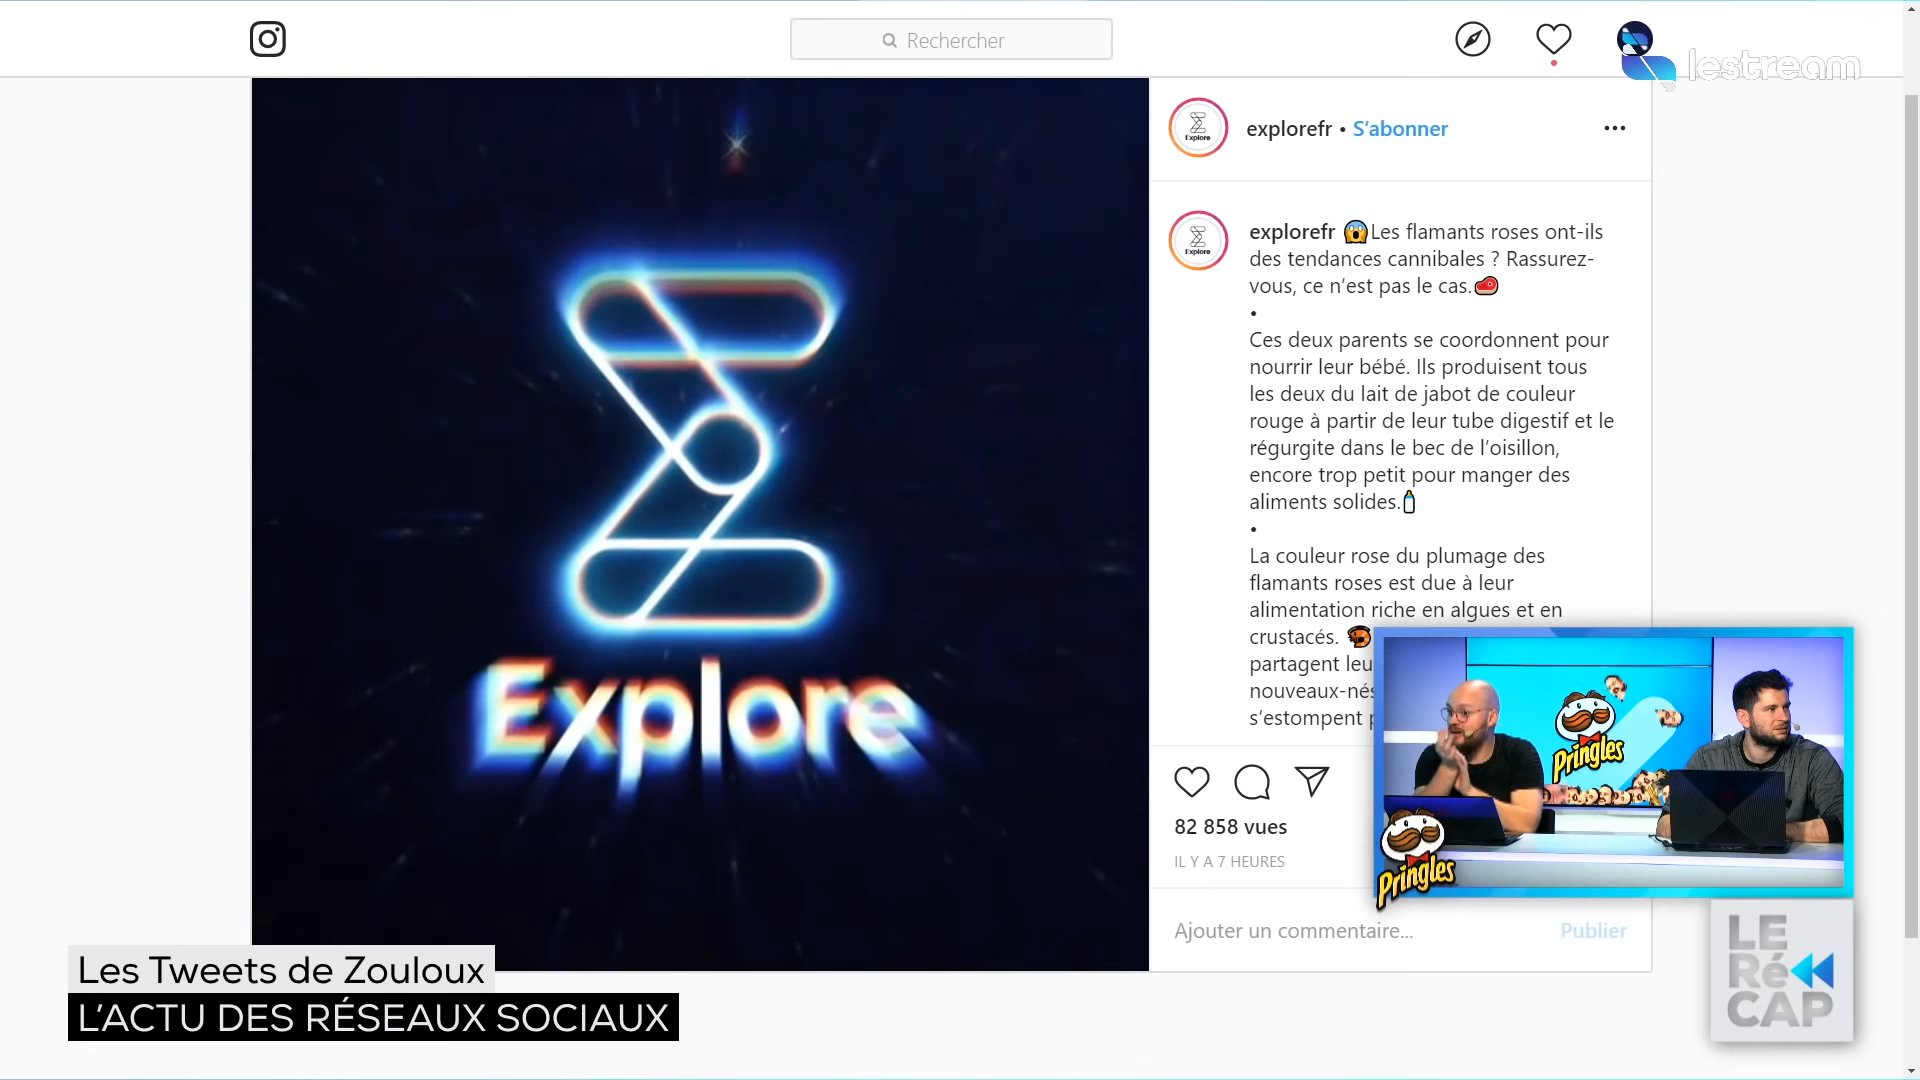 Rechercher
lestream
Explore
explorefr • S'abonner
Explore
explorefr 😱Les flamants roses ont-ils
des tendances cannibales ? Rassurez-
vous, ce n'est pas le cas.🥩
•
Ces deux parents se coordonnent pour
nourrir leur bébé. Ils produisent tous
les deux du lait de jabot de couleur
rouge à partir de leur tube digestif et le
régurgite dans le bec de l'oisillon,
encore trop petit pour manger des
aliments solides.🍼
•
La couleur rose du plumage des
flamants roses est due à leur
alimentation riche en algues et en
crustacés. 🦐
partagent leu
nouveaux-nés
s'estompent p
Explore
82 858 vues
IL Y A 7 HEURES
Ajouter un commentaire...
Publier
Pringles
Pringles
Les Tweets de Zouloux
L'ACTU DES RÉSEAUX SOCIAUX
LE
Ré
CAP